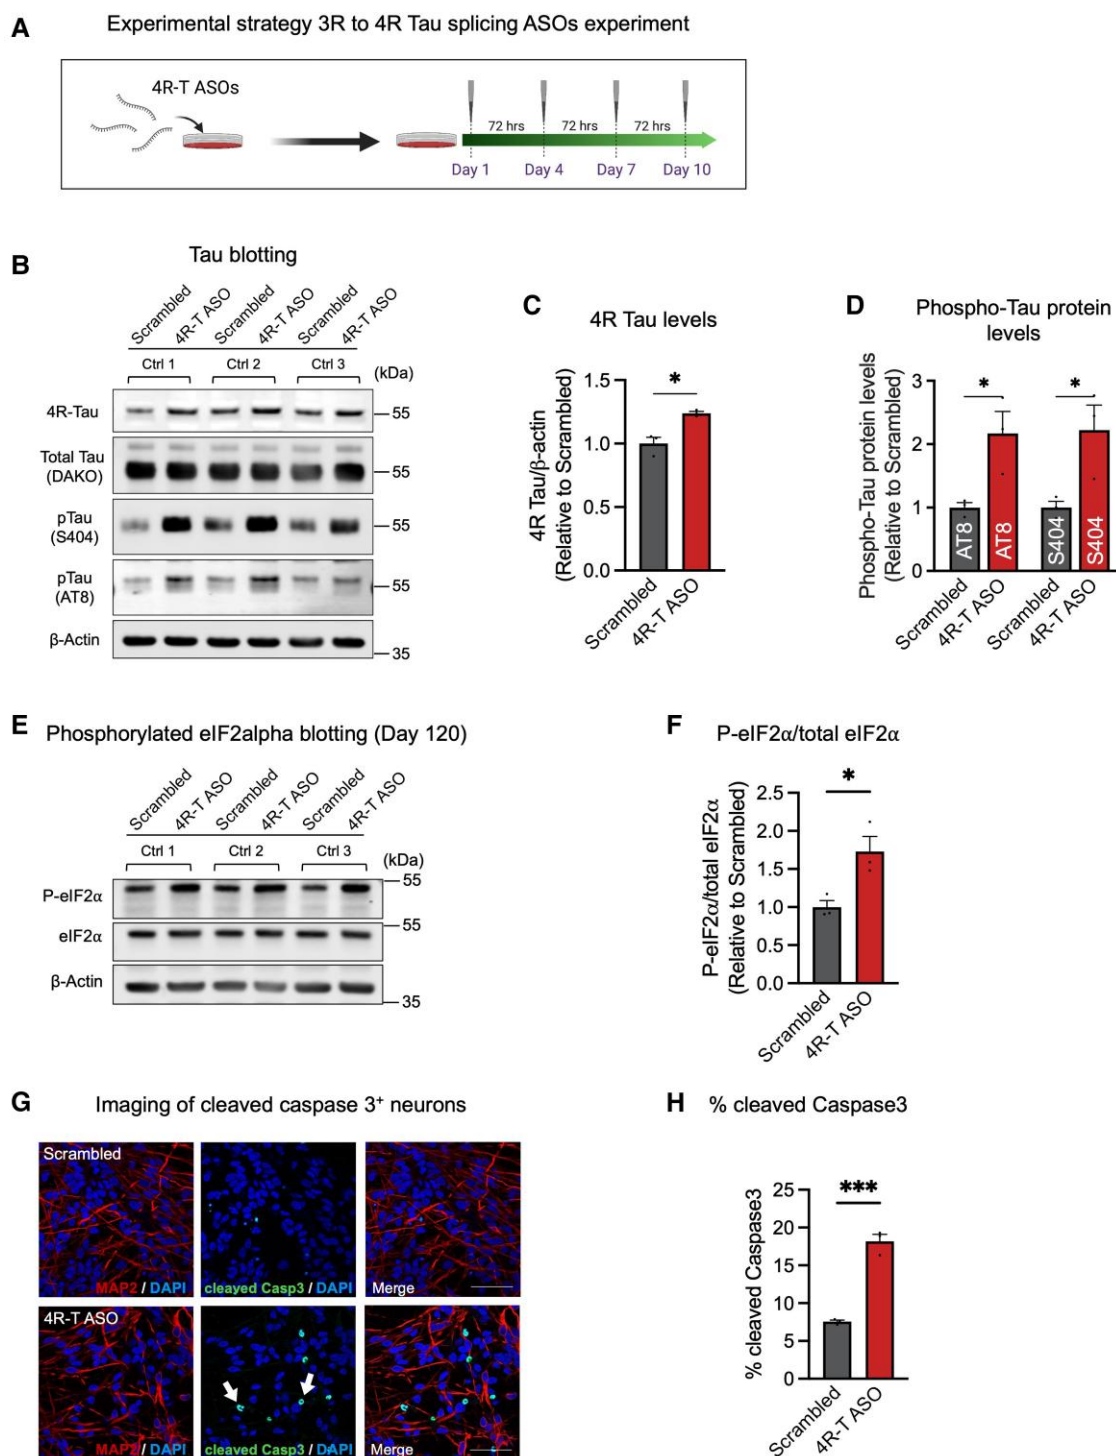 A
Experimental strategy 3R to 4R Tau splicing ASOs experiment
4R-T ASOs
72 hrs
72 hrs
72 hrs
Day 1
Day 4
Day 7
Day 10
B
Tau blotting
Scrambled
4R-T ASO
Scrambled
4R-T ASO
Scrambled
4R-T ASO
Ctrl 1
Ctrl 2
Ctrl 3
(kDa)
4R-Tau
55
Total Tau
(DAKO)
55
pTau
(S404)
55
pTau
(AT8)
55
β-Actin
35
C
4R Tau levels
4R Tau/β-actin
(Relative to Scrambled)
1.5
1.0
0.5
0.0
*
Scrambled
4R-T ASO
D
Phospho-Tau protein
levels
Phospho-Tau protein levels
(Relative to Scrambled)
3
2
1
0
*
*
AT8
AT8
S404
S404
Scrambled
4R-T ASO
Scrambled
4R-T ASO
E
Phosphorylated eIF2alpha blotting (Day 120)
Scrambled
4R-T ASO
Scrambled
4R-T ASO
Scrambled
4R-T ASO
Ctrl 1
Ctrl 2
Ctrl 3
(kDa)
P-eIF2α
55
eIF2α
55
β-Actin
35
F
P-eIF2α/total eIF2α
P-eIF2α/total eIF2α
(Relative to Scrambled)
2.5
2.0
1.5
1.0
0.5
0.0
*
Scrambled
4R-T ASO
G
Imaging of cleaved caspase 3+ neurons
Scrambled
MAP2 / DAPI
cleaved Casp3 / DAPI
Merge
4R-T ASO
MAP2 / DAPI
cleaved Casp3 / DAPI
Merge
H
% cleaved Caspase3
% cleaved Caspase3
25
20
15
10
5
0
***
Scrambled
4R-T ASO